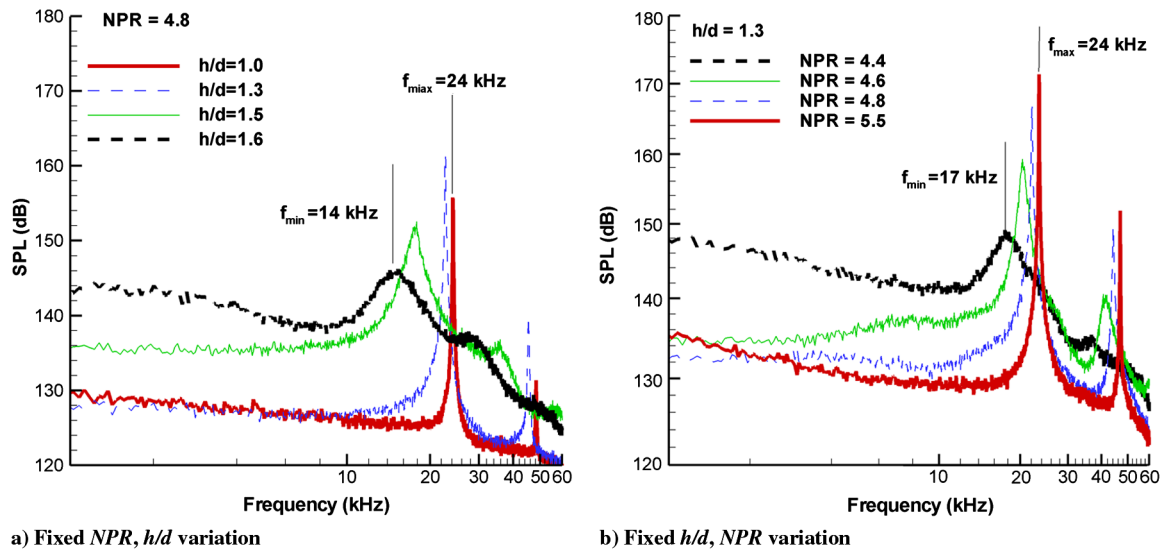 NPR = 4.8
h/d=1.0
h/d=1.3
h/d=1.5
h/d=1.6
fmiax = 24 kHz
fmin =14 kHz
SPL (dB)
180
170
160
150
140
130
120
10
20
30
40
50
60
Frequency (kHz)
a) Fixed NPR, h/d variation
h/d = 1.3
NPR = 4.4
NPR = 4.6
NPR = 4.8
NPR = 5.5
fmax = 24 kHz
fmin =17 kHz
SPL (dB)
180
170
160
150
140
130
120
10
20
30
40
50
60
Frequency (kHz)
b) Fixed h/d, NPR variation